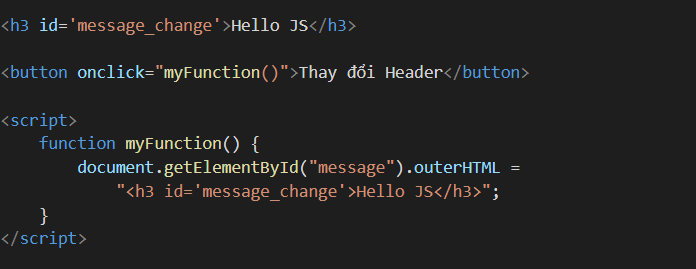 <h3 id='message_change'>Hello JS</h3>
<button onclick="myFunction()">Thay đổi Header</button>
<script>
function myFunction() {
document.getElementById("message").outerHTML =
"<h3 id='message_change'>Hello JS</h3>";
}
</script>